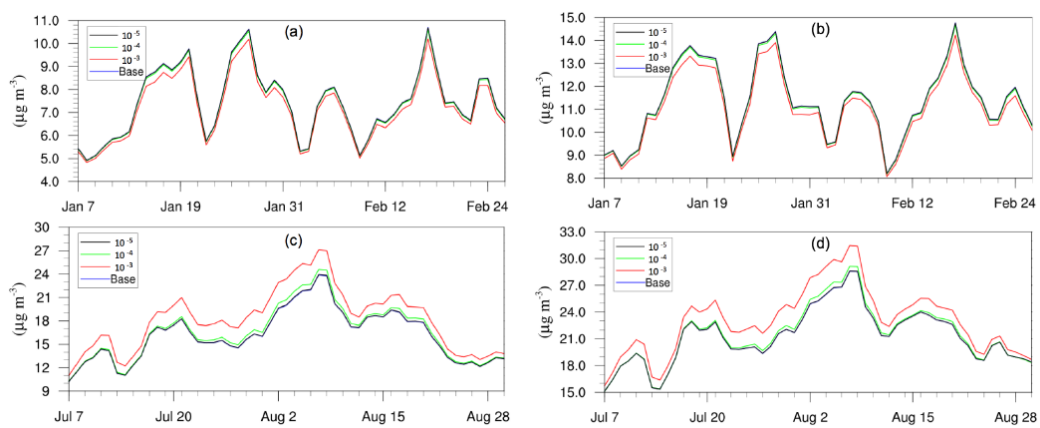 (a)
11.0
10.0
9.0
8.0
7.0
6.0
5.0
4.0
(µg m⁻³)
10⁻⁵
10⁻⁴
10⁻³
Base
Jan 7 Jan 19 Jan 31 Feb 12 Feb 24
(b)
15.0
14.0
13.0
12.0
11.0
10.0
9.0
8.0
(µg m⁻³)
10⁻⁵
10⁻⁴
10⁻³
Base
Jan 7 Jan 19 Jan 31 Feb 12 Feb 24
(c)
30
27
24
21
18
15
12
9
(µg m⁻³)
10⁻⁵
10⁻⁴
10⁻³
Base
Jul 7 Jul 20 Aug 2 Aug 15 Aug 28
(d)
33.0
30.0
27.0
24.0
21.0
18.0
15.0
(µg m⁻³)
10⁻⁵
10⁻⁴
10⁻³
Base
Jul 7 Jul 20 Aug 2 Aug 15 Aug 28